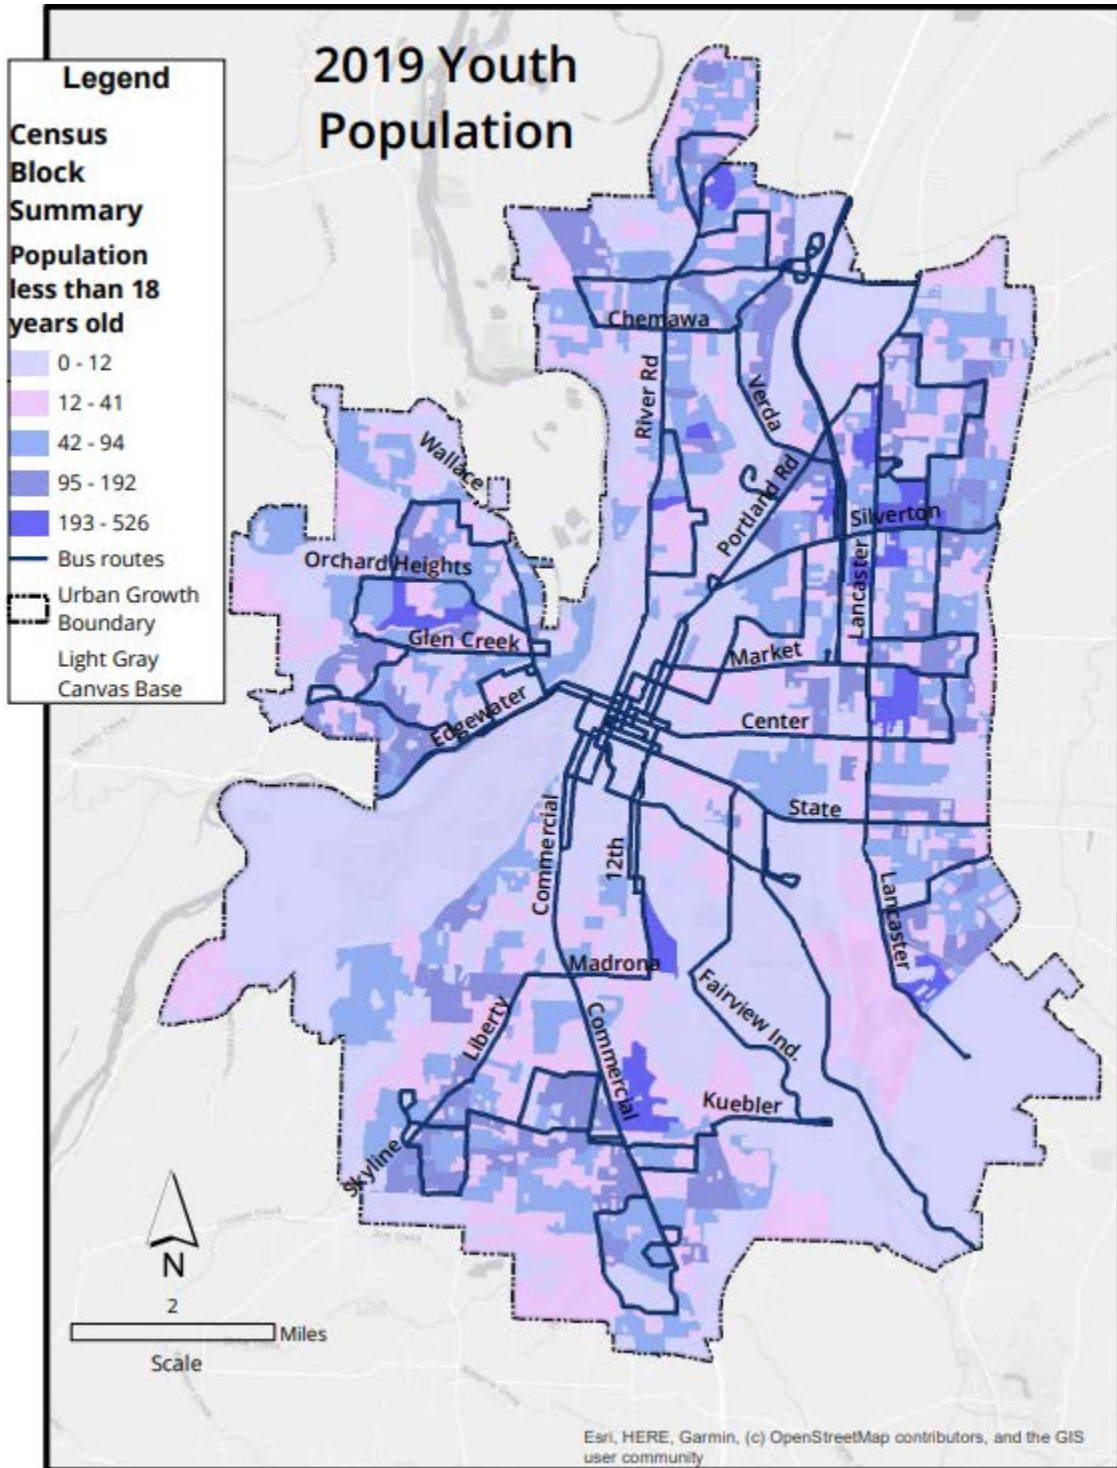 2019 Youth
Population
Legend
Census
Block
Summary
Population
less than 18
years old
0 - 12
12 - 41
42 - 94
95 - 192
193 - 526
Bus routes
Urban Growth
Boundary
Light Gray
Canvas Base
Chemawa
River Rd
Verda
Portland Rd
Wallace
Silverton
Orchard Heights
Lancaster
Glen Creek
Market
Edgewater
Center
State
Commercial
12th
Lancaster
Madrona
Fairview Ind.
Liberty
Commercial
Kuebler
Skyline
N
2
Miles
Scale
Esri, HERE, Garmin, (c) OpenStreetMap contributors, and the GIS
user community